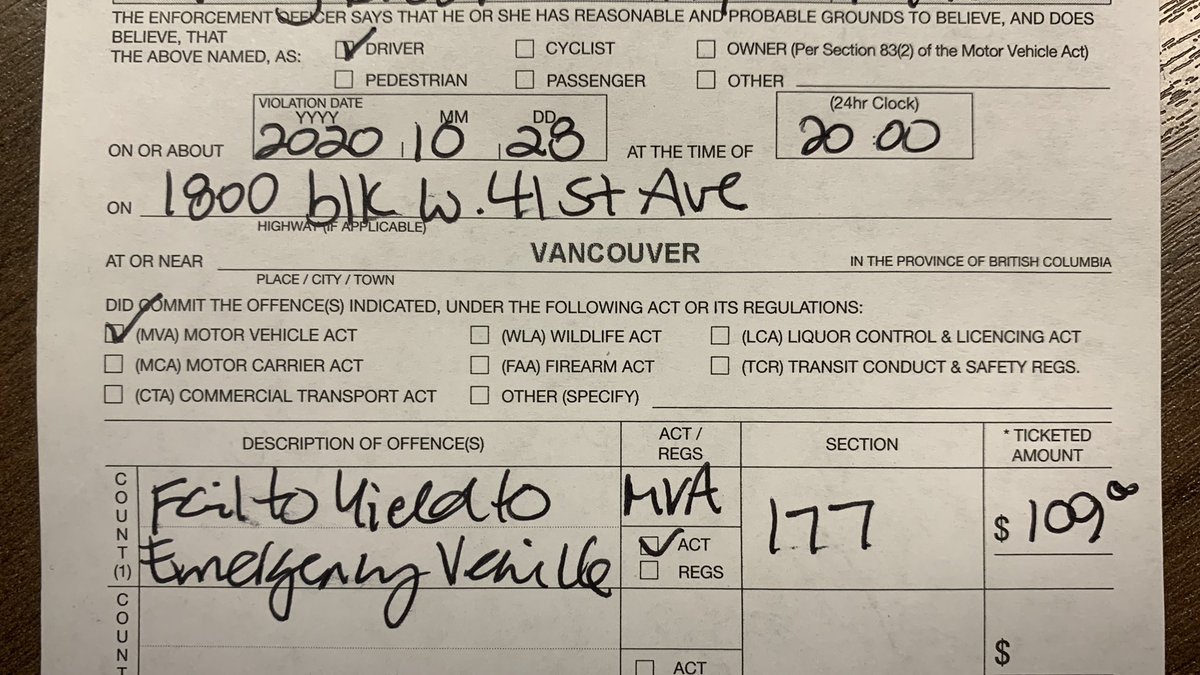 THE ENFORCEMENT OFFICER SAYS THAT HE OR SHE HAS REASONABLE AND PROBABLE GROUNDS TO BELIEVE, AND DOES
BELIEVE, THAT
THE ABOVE NAMED, AS: DRIVER CYCLIST OWNER (Per Section 83(2) of the Motor Vehicle Act)
PEDESTRIAN PASSENGER OTHER
VIOLATION DATE (24hr Clock)
YYYY MM DD
ON OR ABOUT 2020 10 28 AT THE TIME OF 20 00
ON 1800 blk W. 41 St Ave
HIGHWAY (IF APPLICABLE)
AT OR NEAR VANCOUVER IN THE PROVINCE OF BRITISH COLUMBIA
PLACE / CITY / TOWN
DID COMMIT THE OFFENCE(S) INDICATED, UNDER THE FOLLOWING ACT OR ITS REGULATIONS:
(MVA) MOTOR VEHICLE ACT (WLA) WILDLIFE ACT (LCA) LIQUOR CONTROL & LICENCING ACT
(MCA) MOTOR CARRIER ACT (FAA) FIREARM ACT (TCR) TRANSIT CONDUCT & SAFETY REGS.
(CTA) COMMERCIAL TRANSPORT ACT OTHER (SPECIFY)
DESCRIPTION OF OFFENCE(S) ACT / REGS SECTION * TICKETED AMOUNT
COUNT (1) Fail to Yield to MVA 177 $ 109 00
Emergency Vehicle ACT
REGS
COUNT $
ACT